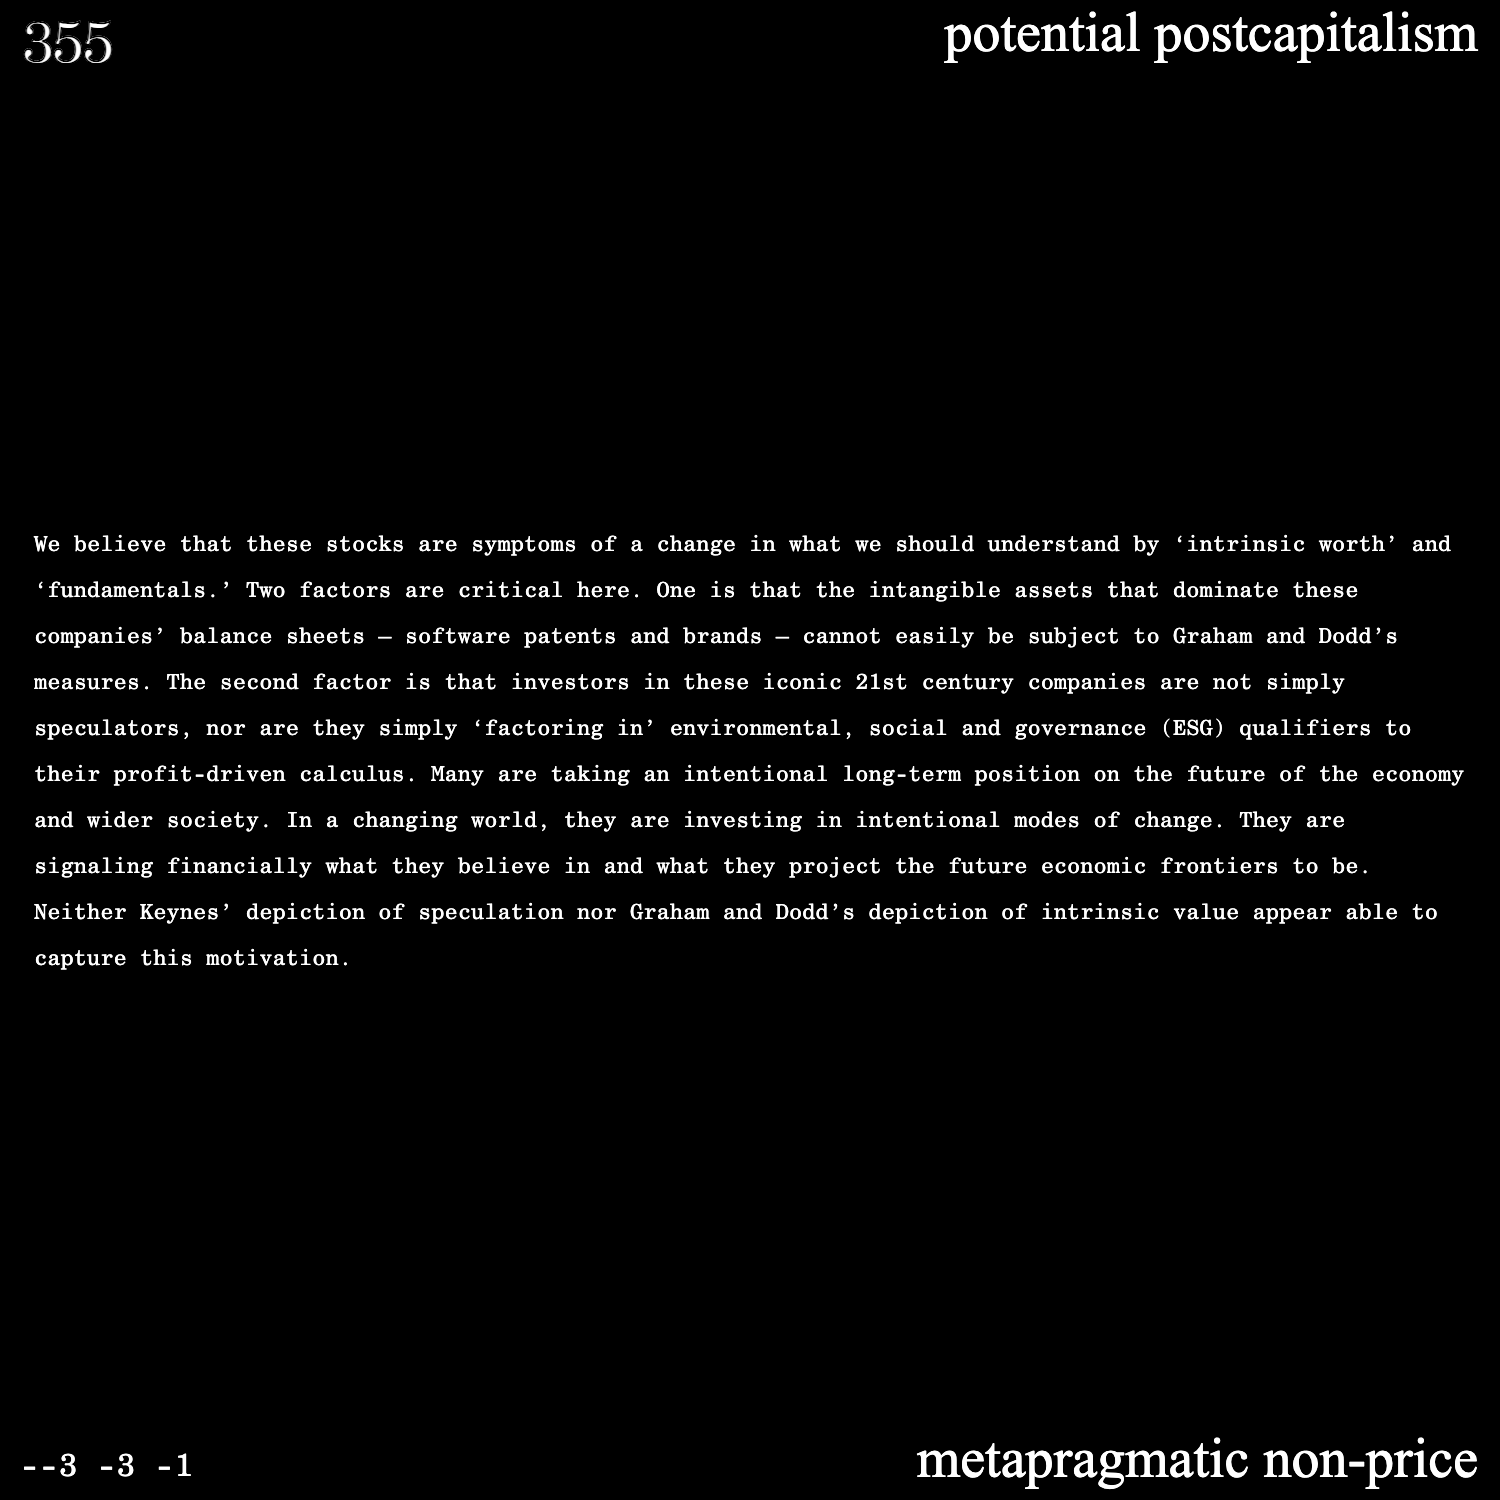 355
potential postcapitalism
We believe that these stocks are symptoms of a change in what we should understand by ‘intrinsic worth’ and
‘fundamentals.’ Two factors are critical here. One is that the intangible assets that dominate these
companies’ balance sheets – software patents and brands – cannot easily be subject to Graham and Dodd’s
measures. The second factor is that investors in these iconic 21st century companies are not simply
speculators, nor are they simply ‘factoring in’ environmental, social and governance (ESG) qualifiers to
their profit-driven calculus. Many are taking an intentional long-term position on the future of the economy
and wider society. In a changing world, they are investing in intentional modes of change. They are
signaling financially what they believe in and what they project the future economic frontiers to be.
Neither Keynes’ depiction of speculation nor Graham and Dodd’s depiction of intrinsic value appear able to
capture this motivation.
--3 -3 -1
metapragmatic non-price